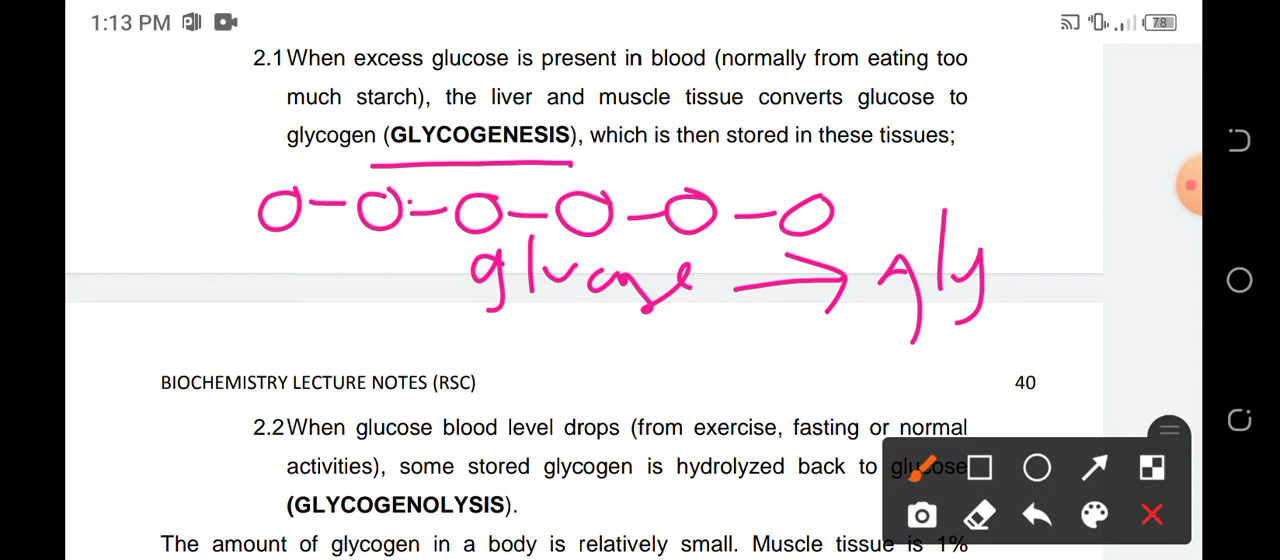 1:13 PM
78
2.1 When excess glucose is present in blood (normally from eating too
much starch), the liver and muscle tissue converts glucose to
glycogen (GLYCOGENESIS), which is then stored in these tissues;
glucose → gly
BIOCHEMISTRY LECTURE NOTES (RSC) 40
2.2 When glucose blood level drops (from exercise, fasting or normal
activities), some stored glycogen is hydrolyzed back to glucose
(GLYCOGENOLYSIS).
The amount of glycogen in a body is relatively small. Muscle tissue is 1%